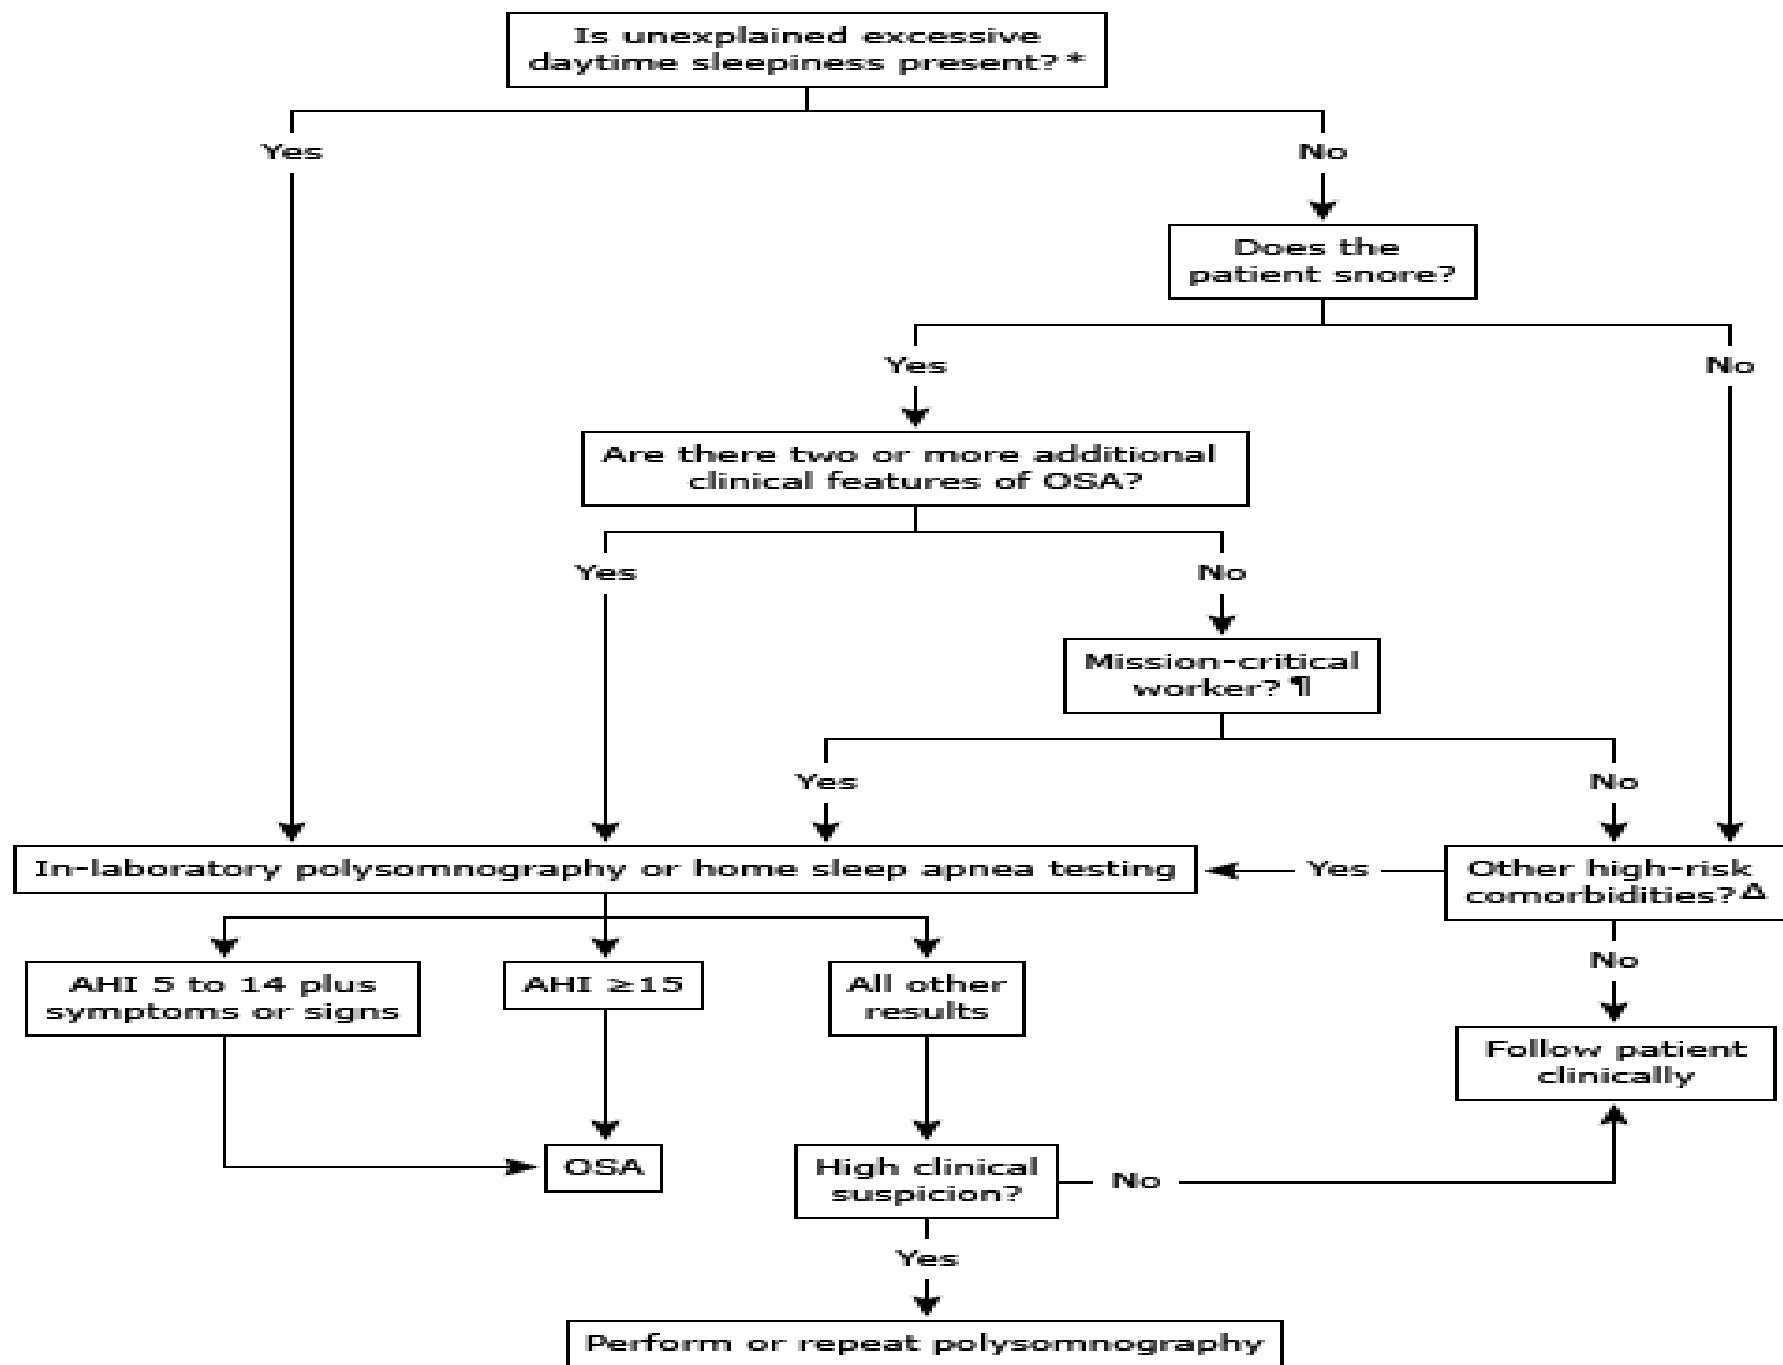 Is unexplained excessive
daytime sleepiness present?*
Yes
No
Does the
patient snore?
Yes
No
Are there two or more additional
clinical features of OSA?
Yes
No
Mission-critical
worker?¶
Yes
No
In-laboratory polysomnography or home sleep apnea testing
Yes
Other high-risk
comorbidities?Δ
AHI 5 to 14 plus
symptoms or signs
AHI ≥15
All other
results
No
Follow patient
clinically
OSA
High clinical
suspicion?
No
Yes
Perform or repeat polysomnography